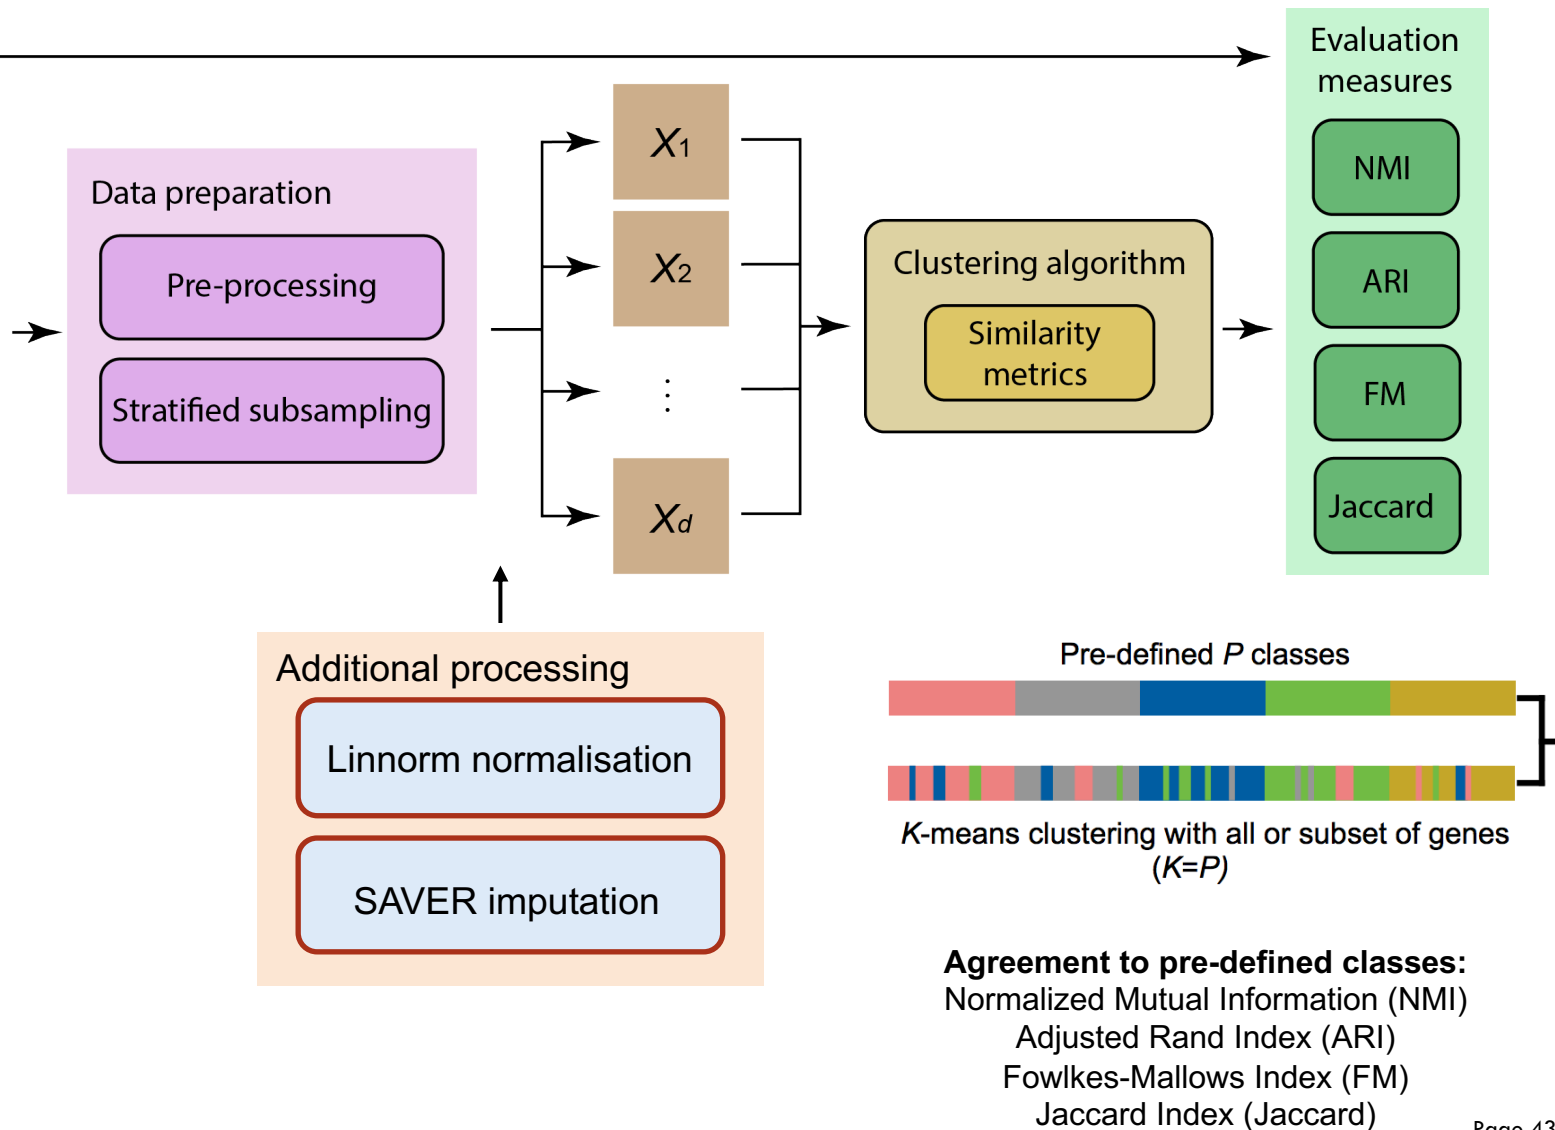 Evaluation
measures
NMI
ARI
FM
Jaccard
Data preparation
Pre-processing
Stratified subsampling
X1
X2
⋮
Xd
Clustering algorithm
Similarity
metrics
Additional processing
Linnorm normalisation
SAVER imputation
Pre-defined P classes
K-means clustering with all or subset of genes
(K=P)
Agreement to pre-defined classes:
Normalized Mutual Information (NMI)
Adjusted Rand Index (ARI)
Fowlkes-Mallows Index (FM)
Jaccard Index (Jaccard)
Page 43